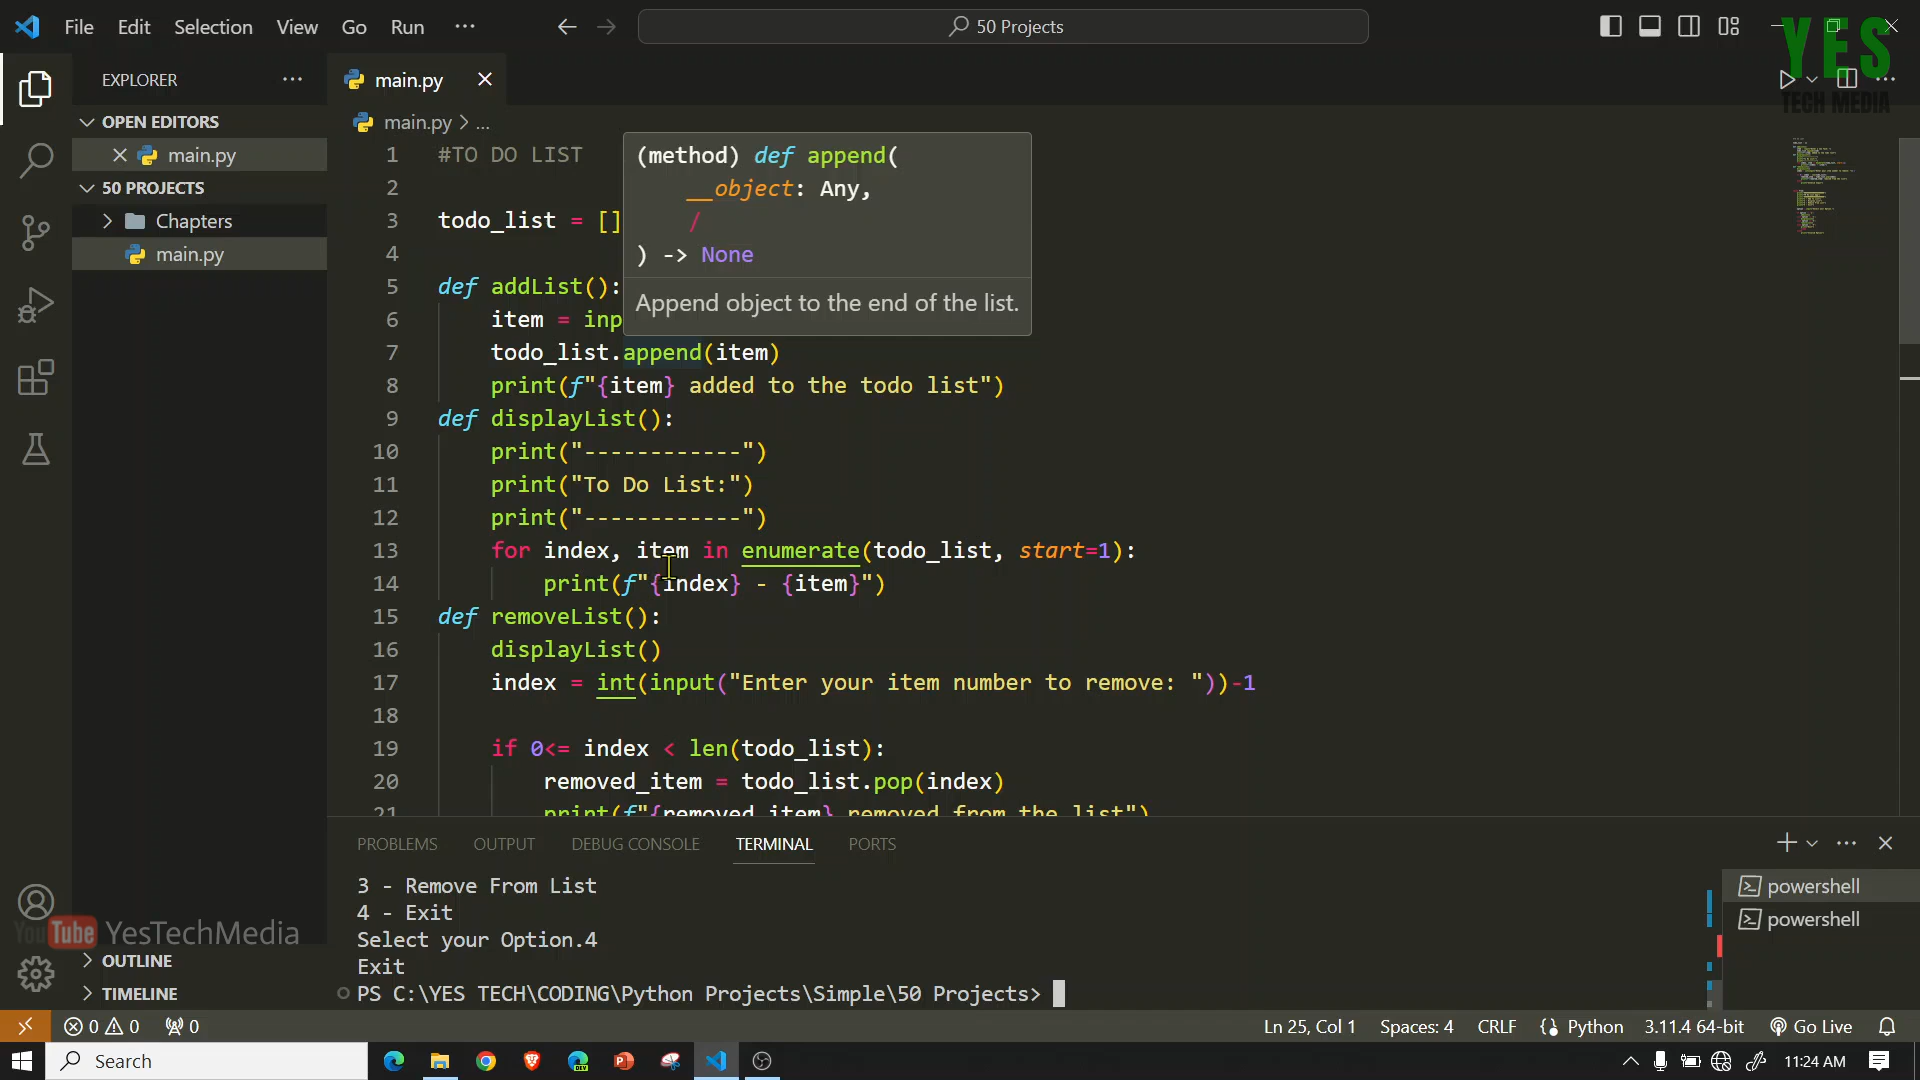 File Edit Selection View Go Run ···
50 Projects
YES
TECH MEDIA
EXPLORER
main.py
OPEN EDITORS
main.py
50 PROJECTS
Chapters
main.py
main.py > ...
1 #TO DO LIST
2
3 todo_list = []
4
5 def addList():
6 item = inp
7 todo_list.append(item)
8 print(f"{item} added to the todo list")
9 def displayList():
10 print("------------")
11 print("To Do List:")
12 print("------------")
13 for index, item in enumerate(todo_list, start=1):
14 print(f"{index} - {item}")
15 def removeList():
16 displayList()
17 index = int(input("Enter your item number to remove: "))-1
18
19 if 0<= index < len(todo_list):
20 removed_item = todo_list.pop(index)
21 print(f"{removed_item} removed from the list")
(method) def append(
__object: Any,
/
) -> None
Append object to the end of the list.
PROBLEMS OUTPUT DEBUG CONSOLE TERMINAL PORTS
3 - Remove From List
4 - Exit
Select your Option.4
Exit
PS C:\YES TECH\CODING\Python Projects\Simple\50 Projects>
powershell
powershell
YouTube YesTechMedia
OUTLINE
TIMELINE
0 0 0
Ln 25, Col 1 Spaces: 4 CRLF Python 3.11.4 64-bit Go Live
Search
11:24 AM